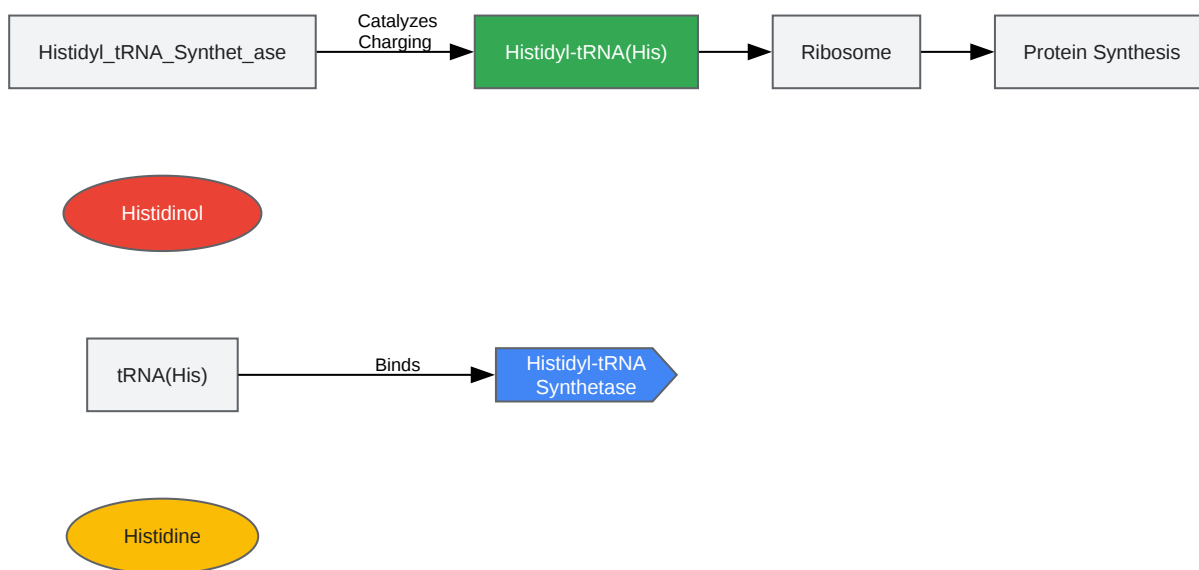 Histidyl_tRNA_Synthet_ase
Catalyzes
Charging
Histidyl-tRNA(His)
Ribosome
Protein Synthesis
Histidinol
tRNA(His)
Binds
Histidyl-tRNA
Synthetase
Histidine